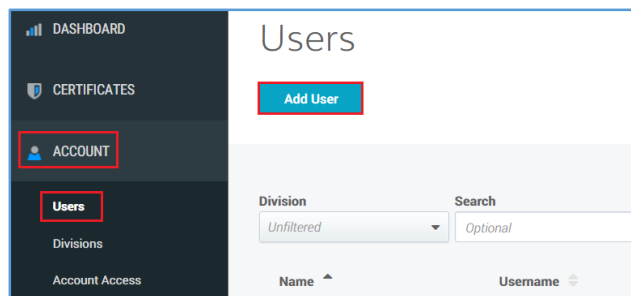 DASHBOARD
CERTIFICATES
ACCOUNT
Users
Divisions
Account Access
Users
Add User
Division Search
Unfiltered Optional
Name Username